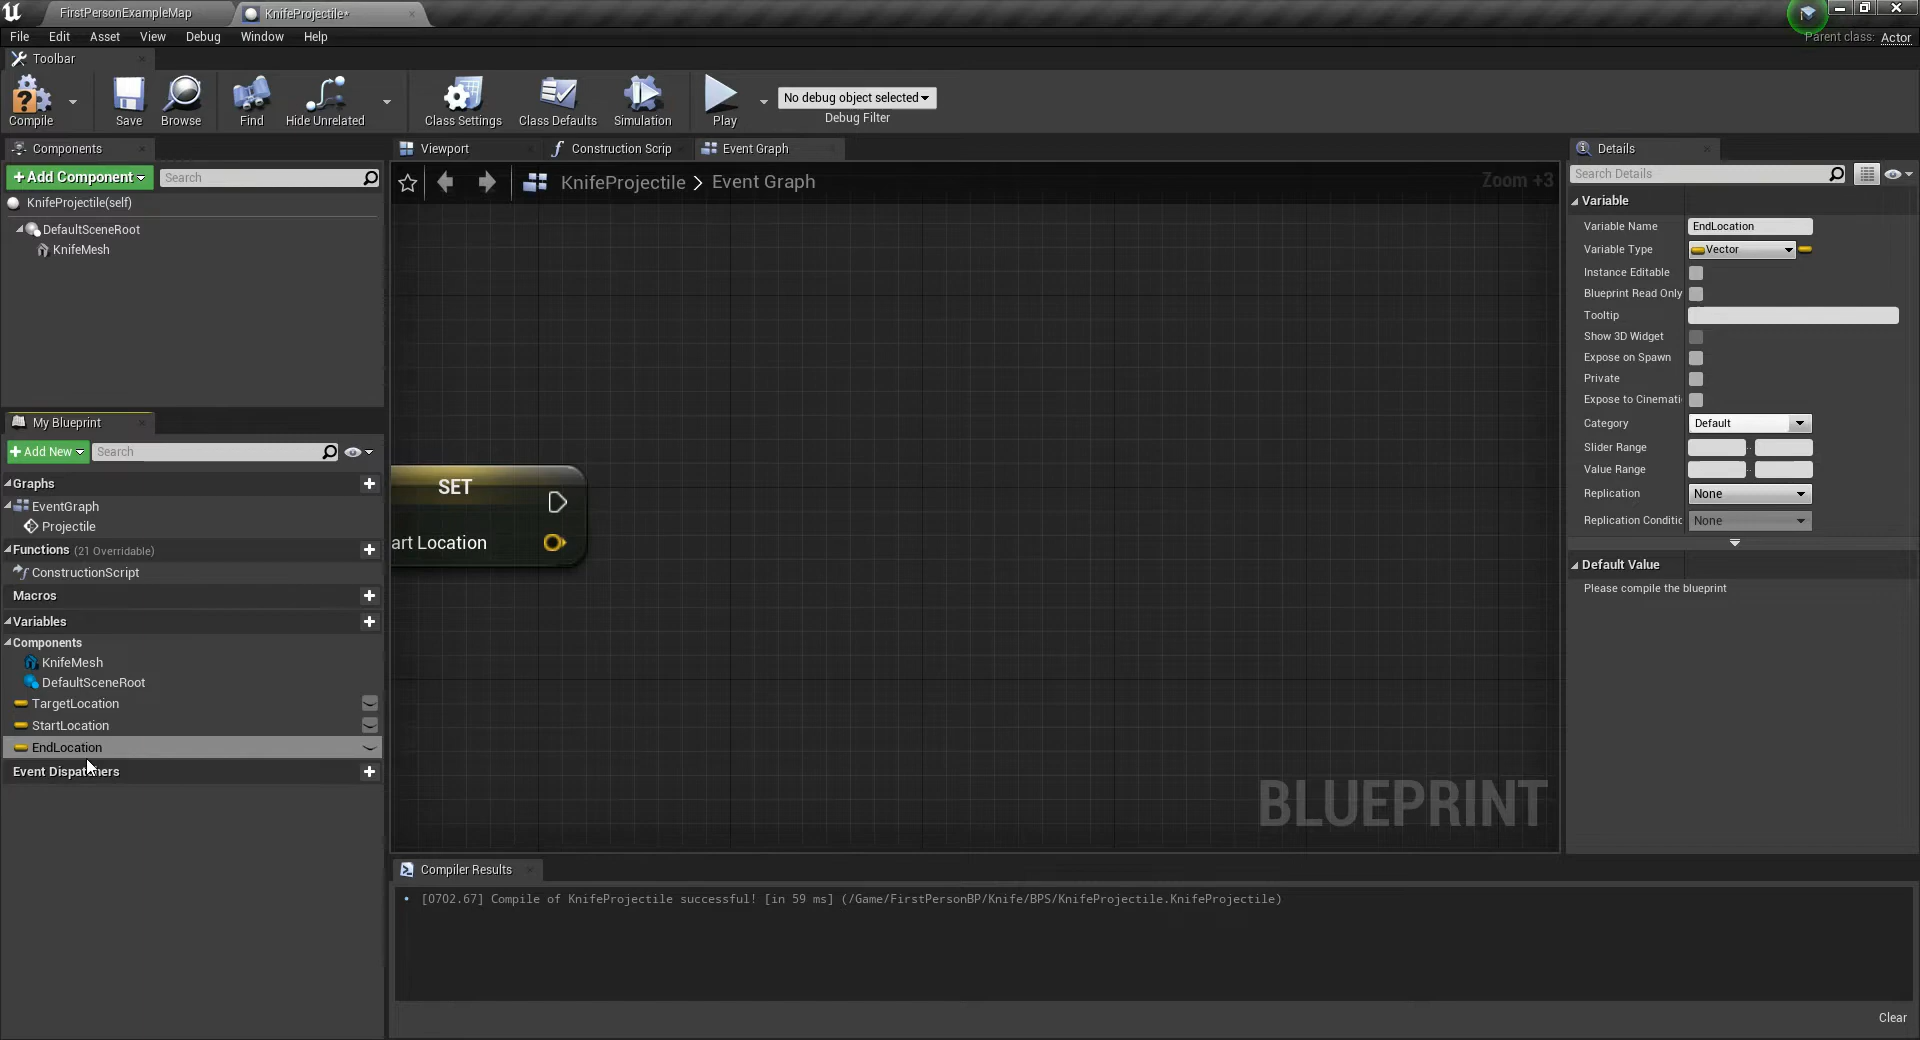 FirstPersonExampleMap
KnifeProjectile*
File Edit Asset View Debug Window Help
Parent class: Actor
Toolbar
Compile
Save
Browse
Find
Hide Unrelated
Class Settings
Class Defaults
Simulation
Play
No debug object selected
Debug Filter
Components
+Add Component
Search
KnifeProjectile(self)
DefaultSceneRoot
KnifeMesh
Viewport
Construction Scrip
Event Graph
KnifeProjectile > Event Graph
Zoom +3
SET
art Location
BLUEPRINT
My Blueprint
+Add New
Search
Graphs
EventGraph
Projectile
Functions (21 Overridable)
ConstructionScript
Macros
Variables
Components
KnifeMesh
DefaultSceneRoot
TargetLocation
StartLocation
EndLocation
Event Dispatchers
Compiler Results
[0702.67] Compile of KnifeProjectile successful! [in 59 ms] (/Game/FirstPersonBP/Knife/BPS/KnifeProjectile.KnifeProjectile)
Clear
Details
Search Details
Variable
Variable Name EndLocation
Variable Type Vector
Instance Editable
Blueprint Read Only
Tooltip
Show 3D Widget
Expose on Spawn
Private
Expose to Cinemati
Category Default
Slider Range
Value Range
Replication None
Replication Conditic None
Default Value
Please compile the blueprint